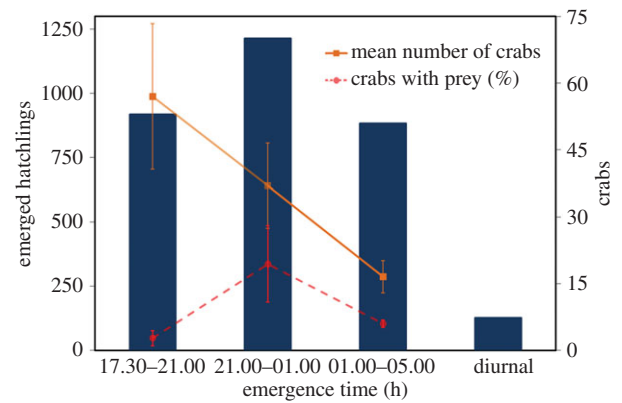 1250
1000
750
500
250
0
emerged hatchlings
mean number of crabs
crabs with prey (%)
75
60
45
30
15
0
crabs
17.30–21.00 21.00–01.00 01.00–05.00 diurnal
emergence time (h)